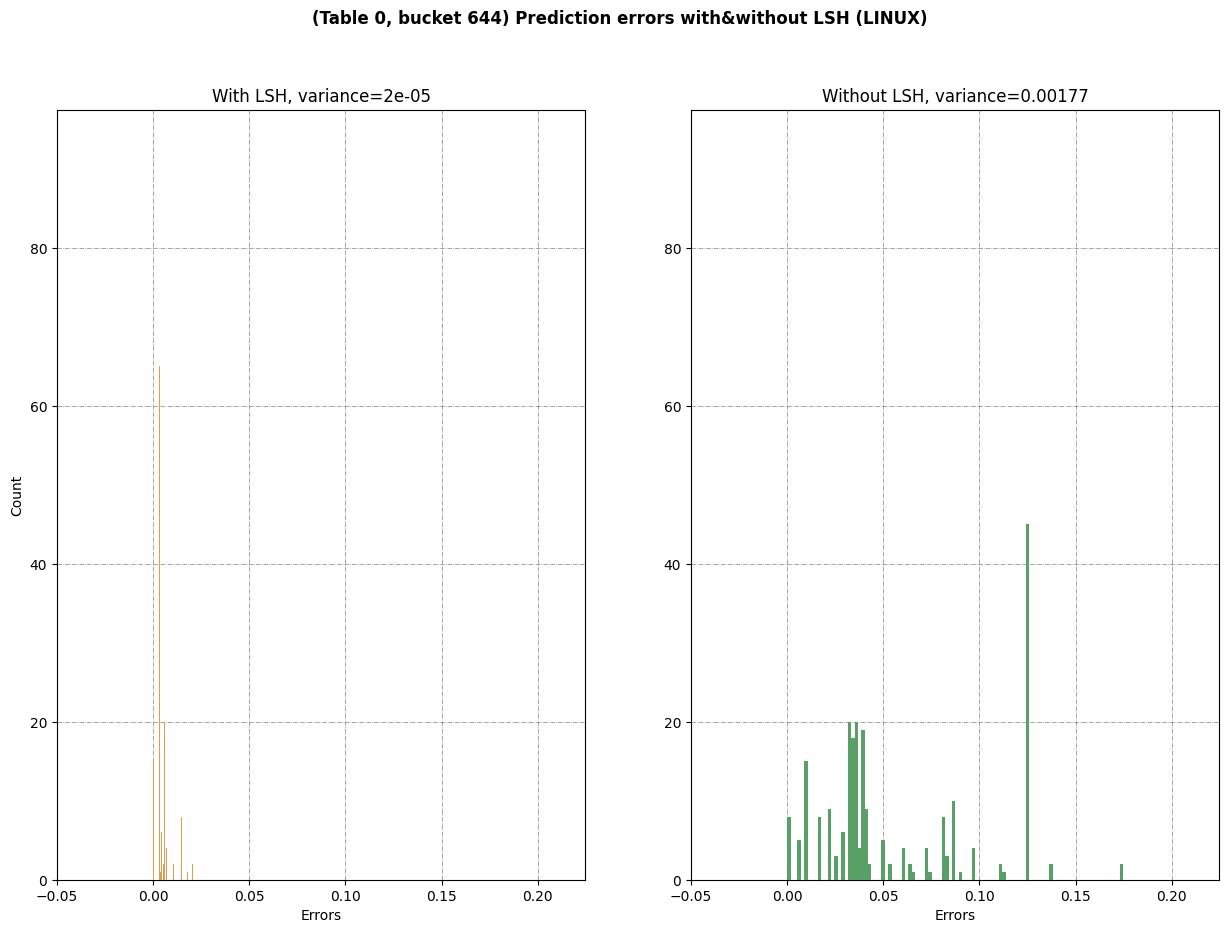 (Table 0, bucket 644) Prediction errors with&without LSH (LINUX)
With LSH, variance=2e-05
Without LSH, variance=0.00177
Count
80
60
40
20
0
−0.05 0.00 0.05 0.10 0.15 0.20
Errors
80
60
40
20
0
−0.05 0.00 0.05 0.10 0.15 0.20
Errors